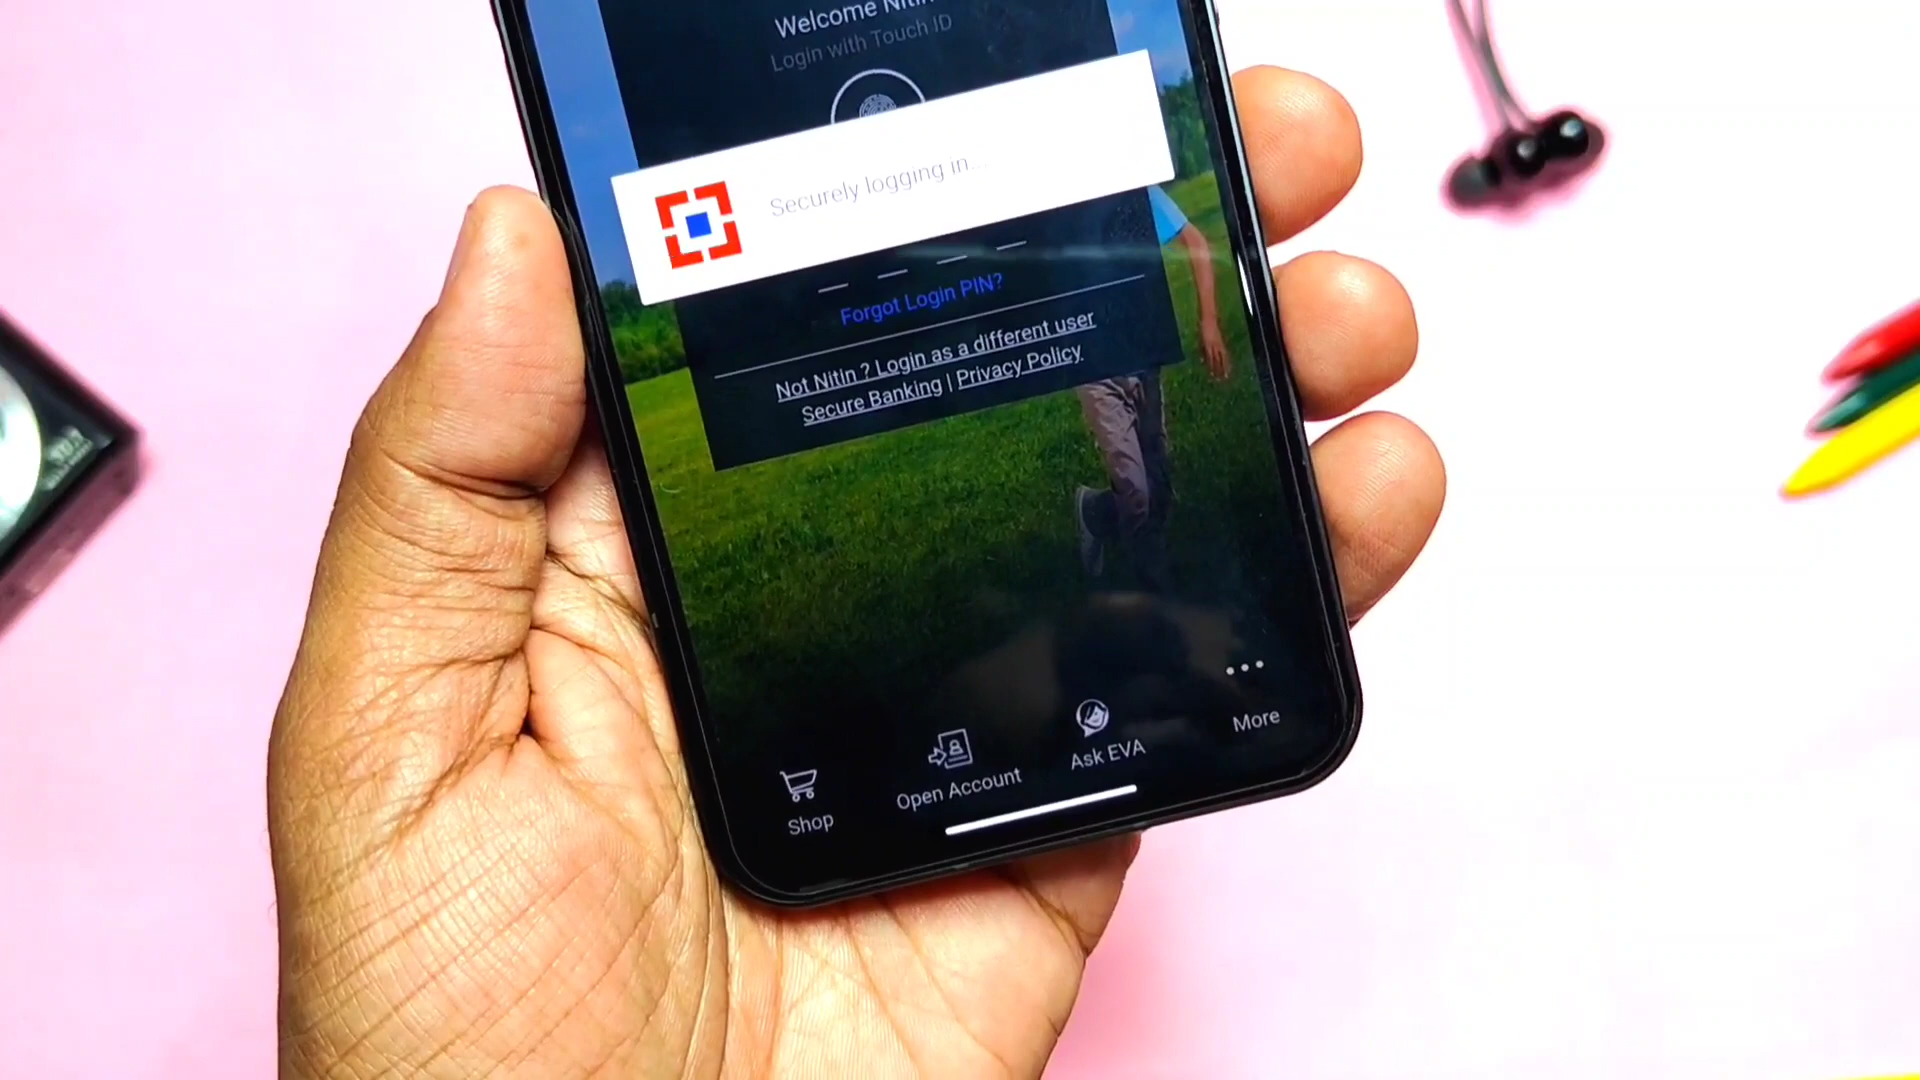 Welcome Nitin
Login with Touch ID
Securely logging in...
Forgot Login PIN?
Not Nitin ? Login as a different user
Secure Banking | Privacy Policy
Shop
Open Account
Ask EVA
More